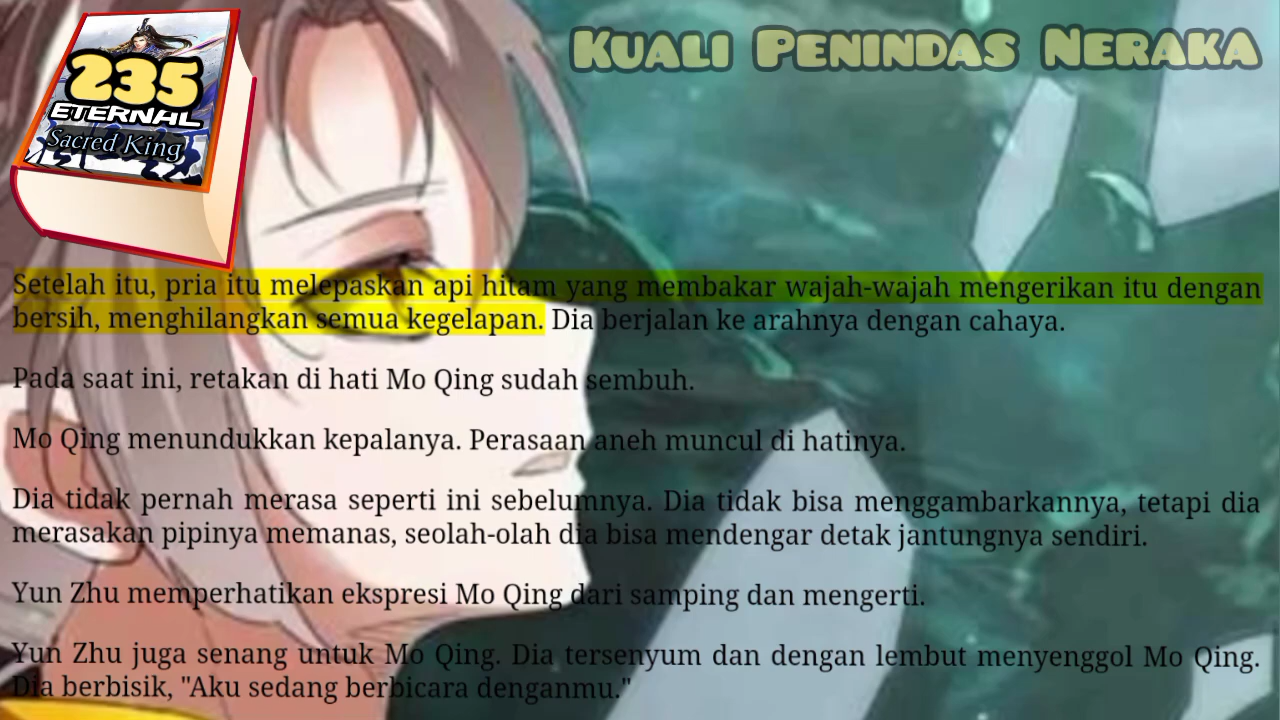 235
ETERNAL
Sacred King
Kuali Penindas Neraka
Setelah itu, pria itu melepaskan api hitam yang membakar wajah-wajah mengerikan itu dengan
bersih, menghilangkan semua kegelapan. Dia berjalan ke arahnya dengan cahaya.
Pada saat ini, retakan di hati Mo Qing sudah sembuh.
Mo Qing menundukkan kepalanya. Perasaan aneh muncul di hatinya.
Dia tidak pernah merasa seperti ini sebelumnya. Dia tidak bisa menggambarkannya, tetapi dia
merasakan pipinya memanas, seolah-olah dia bisa mendengar detak jantungnya sendiri.
Yun Zhu memperhatikan ekspresi Mo Qing dari samping dan mengerti.
Yun Zhu juga senang untuk Mo Qing. Dia tersenyum dan dengan lembut menyenggol Mo Qing.
Dia berbisik, "Aku sedang berbicara denganmu."